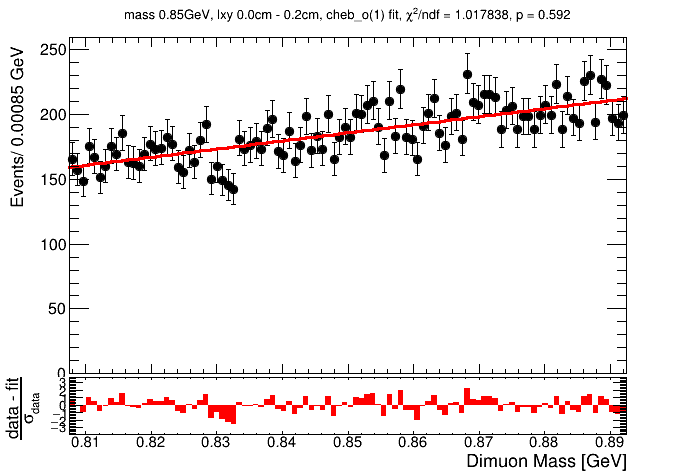 mass 0.85GeV, lxy 0.0cm - 0.2cm, cheb_o(1) fit, χ²/ndf = 1.017838, p = 0.592
Events/ 0.00085 GeV
250
200
150
100
50
0
data - fit
σdata
3
2
1
0
−1
−2
−3
0.81 0.82 0.83 0.84 0.85 0.86 0.87 0.88 0.89
Dimuon Mass [GeV]